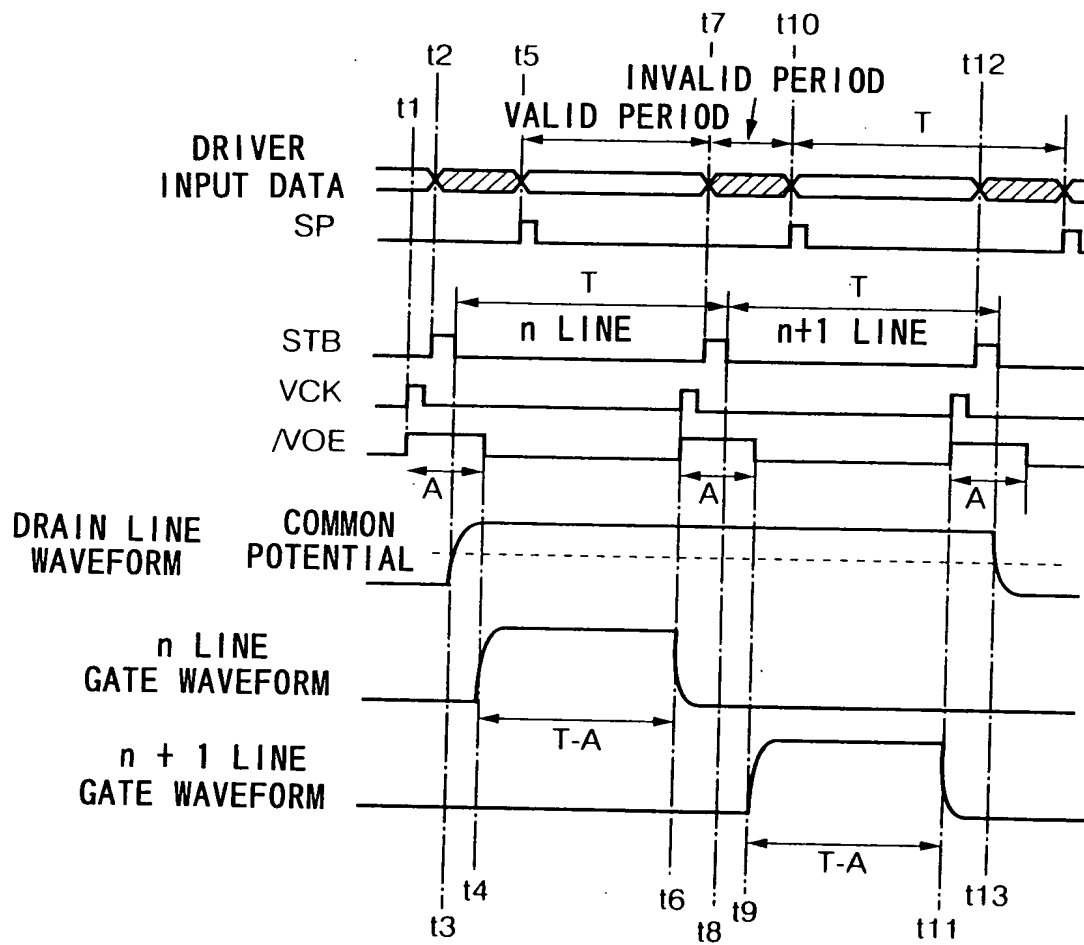 t7 t10
t2 t5 t12
INVALID PERIOD
t1 VALID PERIOD T
DRIVER
INPUT DATA
SP
T T
n LINE n+1 LINE
STB
VCK
/VOE
A A A
DRAIN LINE
WAVEFORM
COMMON
POTENTIAL
n LINE
GATE WAVEFORM
T-A
n + 1 LINE
GATE WAVEFORM
T-A
t4 t6 t9 t13
t3 t8 t11